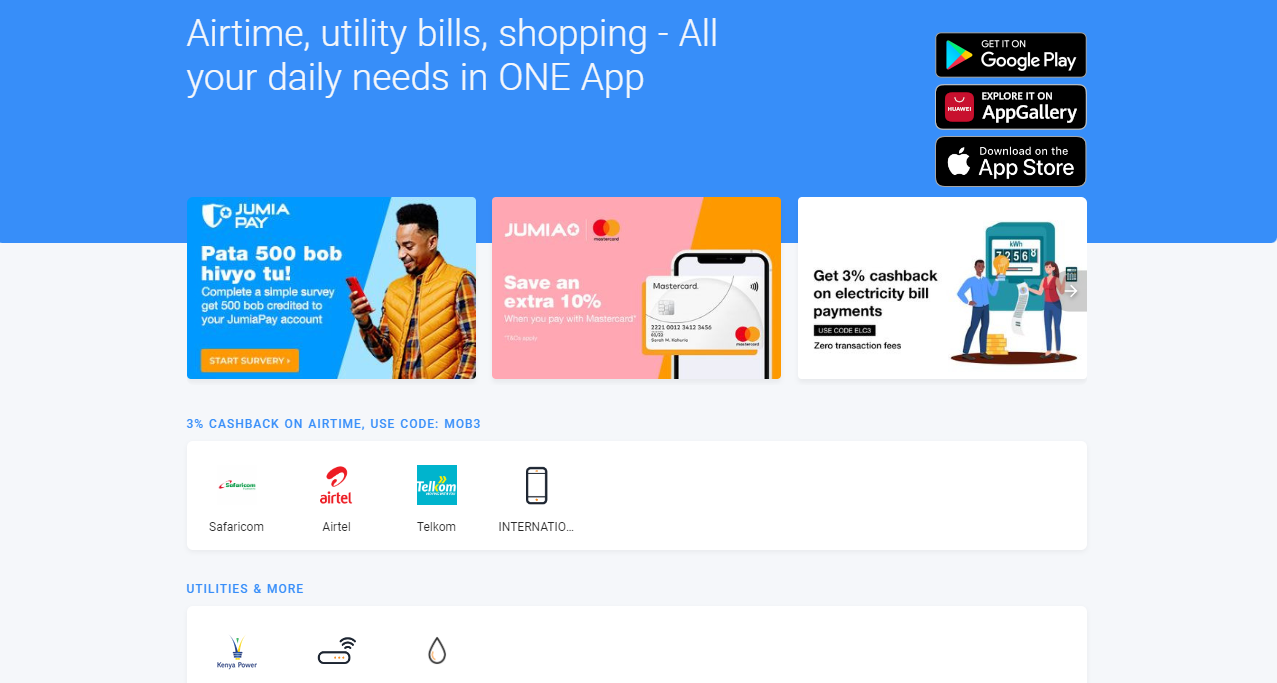 Airtime, utility bills, shopping - All
your daily needs in ONE App
GET IT ON
Google Play
HUAWEI
EXPLORE IT ON
AppGallery
Download on the
App Store
JUMIA
PAY
Pata 500 bob
hivyo tu!
Complete a simple survey
get 500 bob credited to
your JumiaPay account
START SURVERY ›
JUMIA
mastercard
Save an
extra 10%
When you pay with Mastercard*
*T&Cs apply
Mastercard.
2221 0012 3412 3456
Sarah M. Kahuria
mastercard
kWh
Get 3% cashback
on electricity bill
payments
USE CODE ELC3
Zero transaction fees
3% CASHBACK ON AIRTIME, USE CODE: MOB3
Safaricom
airtel
Telkom
Safaricom
Airtel
Telkom
INTERNATIO...
UTILITIES & MORE
Kenya Power